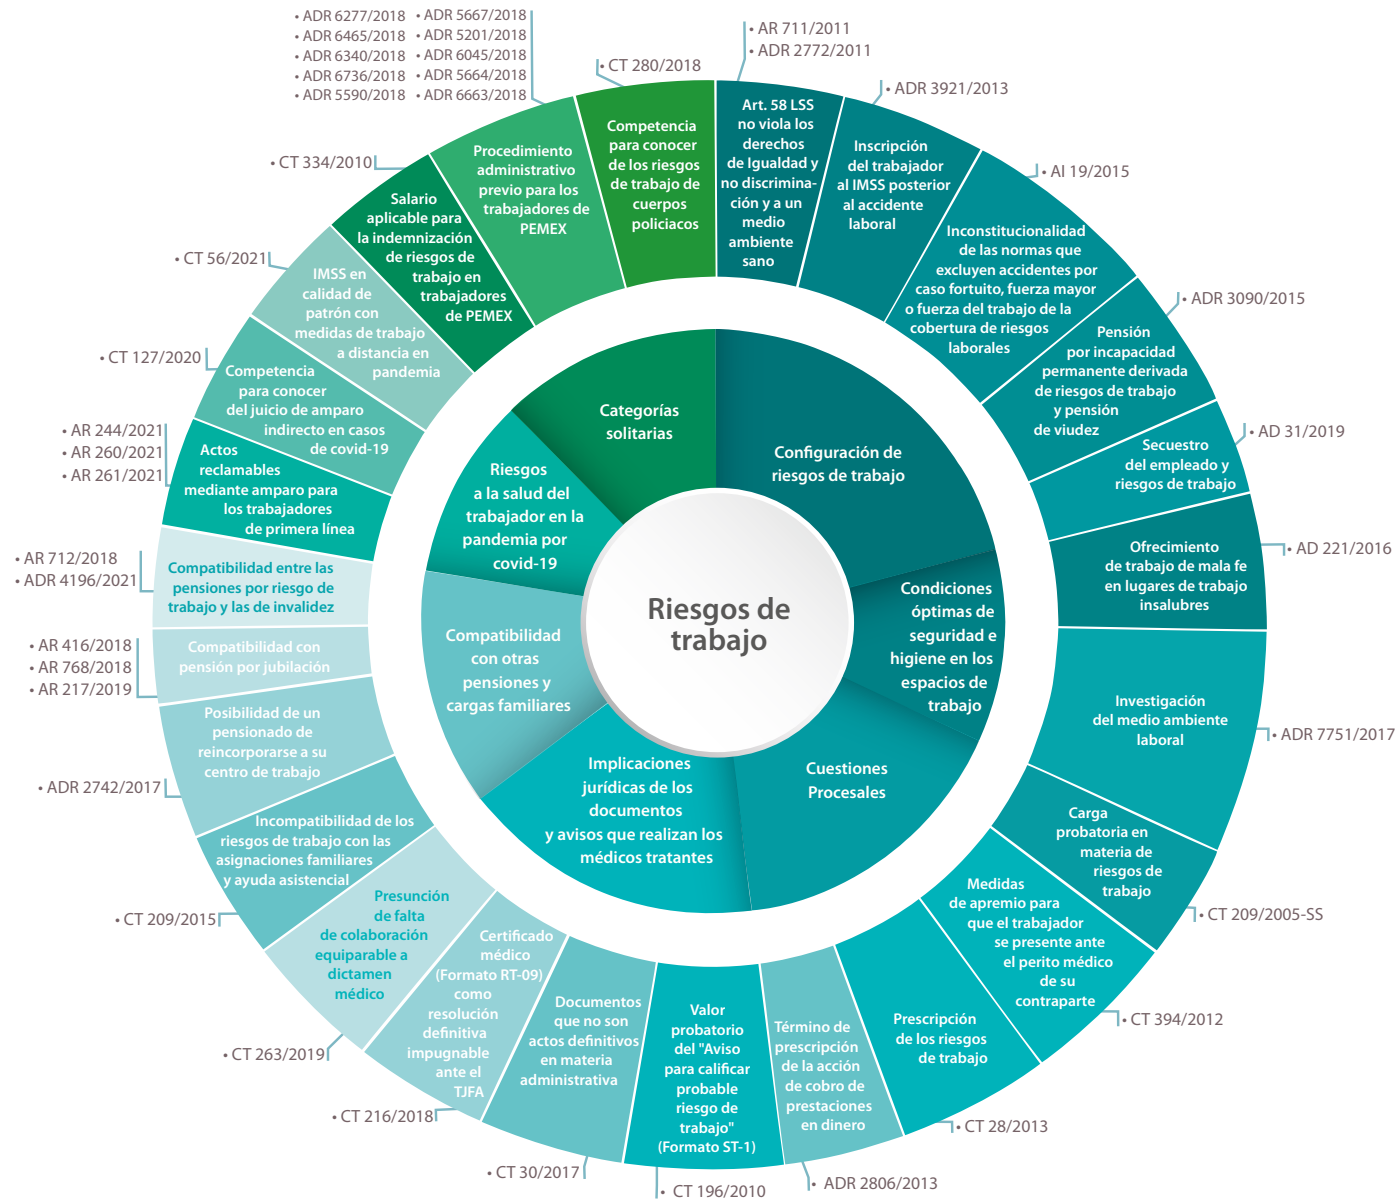 Riesgos de
trabajo
Configuración de
riesgos de trabajo
Condiciones
óptimas de
seguridad e
higiene en los
espacios de
trabajo
Cuestiones
Procesales
Implicaciones
jurídicas de los
documentos
y avisos que realizan los
médicos tratantes
Compatibilidad
con otras
pensiones y
cargas familiares
Riesgos
a la salud del
trabajador en la
pandemia por
covid-19
Categorías
solitarias
Art. 58 LSS
no viola los
derechos
de Igualdad y
no discrimina-
ción y a un
medio
ambiente
sano
• AR 711/2011
• ADR 2772/2011
Inscripción
del trabajador
al IMSS posterior
al accidente
laboral
• ADR 3921/2013
Inconstitucionalidad
de las normas que
excluyen accidentes por
caso fortuito, fuerza mayor
o fuerza del trabajo de la
cobertura de riesgos
laborales
• AI 19/2015
Pensión
por incapacidad
permanente derivada
de riesgos de trabajo
y pensión
de viudez
• ADR 3090/2015
Secuestro
del empleado y
riesgos de trabajo
• AD 31/2019
Ofrecimiento
de trabajo de mala fe
en lugares de trabajo
insalubres
• AD 221/2016
Investigación
del medio ambiente
laboral
• ADR 7751/2017
Carga
probatoria en
materia de
riesgos de
trabajo
• CT 209/2005-SS
Medidas
de apremio para
que el trabajador
se presente ante
el perito médico
de su
contraparte
• CT 394/2012
Prescripción
de los riesgos
de trabajo
• CT 28/2013
Término de
prescripción
de la acción
de cobro de
prestaciones
en dinero
• ADR 2806/2013
Valor
probatorio
del "Aviso
para calificar
probable
riesgo de
trabajo"
(Formato ST-1)
• CT 196/2010
Documentos
que no son
actos definitivos
en materia
administrativa
• CT 30/2017
Certificado
médico
(Formato RT-09)
como
resolución
definitiva
impugnable
ante el
TJFA
• CT 216/2018
Presunción
de falta
de colaboración
equiparable a
dictamen
médico
• CT 263/2019
Incompatibilidad de los
riesgos de trabajo con las
asignaciones familiares
y ayuda asistencial
• CT 209/2015
Posibilidad de un
pensionado de
reincorporarse a su
centro de trabajo
• ADR 2742/2017
Compatibilidad con
pensión por jubilación
• AR 416/2018
• AR 768/2018
• AR 217/2019
Compatibilidad entre las
pensiones por riesgo de
trabajo y las de invalidez
• AR 712/2018
• ADR 4196/2021
Actos
reclamables
mediante amparo para
los trabajadores
de primera línea
• AR 244/2021
• AR 260/2021
• AR 261/2021
Competencia
para conocer
del juicio de amparo
indirecto en casos
de covid-19
• CT 127/2020
IMSS en
calidad de
patrón con
medidas de trabajo
a distancia en
pandemia
• CT 56/2021
Salario
aplicable para
la indemnización
de riesgos de
trabajo en
trabajadores
de PEMEX
• CT 334/2010
Procedimiento
administrativo
previo para los
trabajadores de
PEMEX
• ADR 6277/2018 • ADR 5667/2018
• ADR 6465/2018 • ADR 5201/2018
• ADR 6340/2018 • ADR 6045/2018
• ADR 6736/2018 • ADR 5664/2018
• ADR 5590/2018 • ADR 6663/2018
Competencia
para conocer
de los riesgos
de trabajo de
cuerpos
policiacos
• CT 280/2018